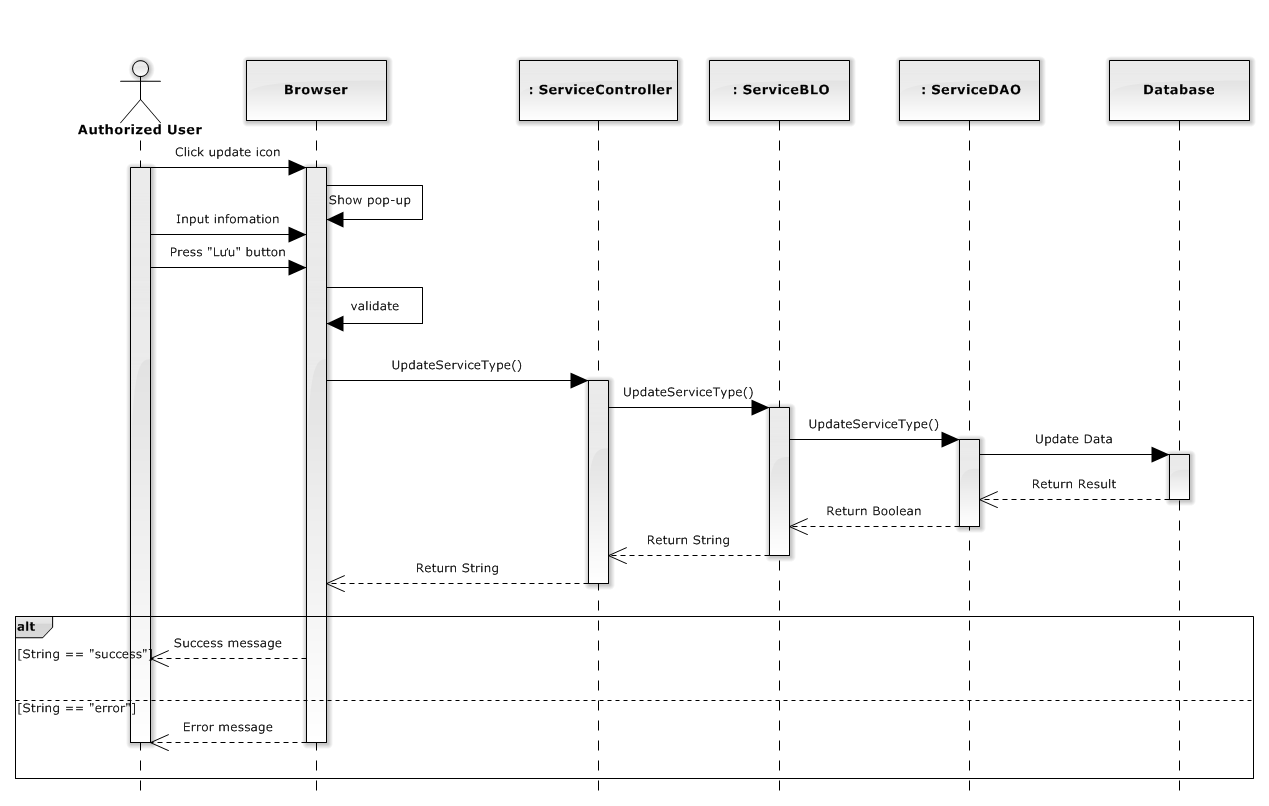 Authorized User
Browser
: ServiceController
: ServiceBLO
: ServiceDAO
Database
Click update icon
Show pop-up
Input infomation
Press "Lưu" button
validate
UpdateServiceType()
UpdateServiceType()
UpdateServiceType()
Update Data
Return Result
Return Boolean
Return String
Return String
alt
Success message
[String == "success"]
[String == "error"]
Error message